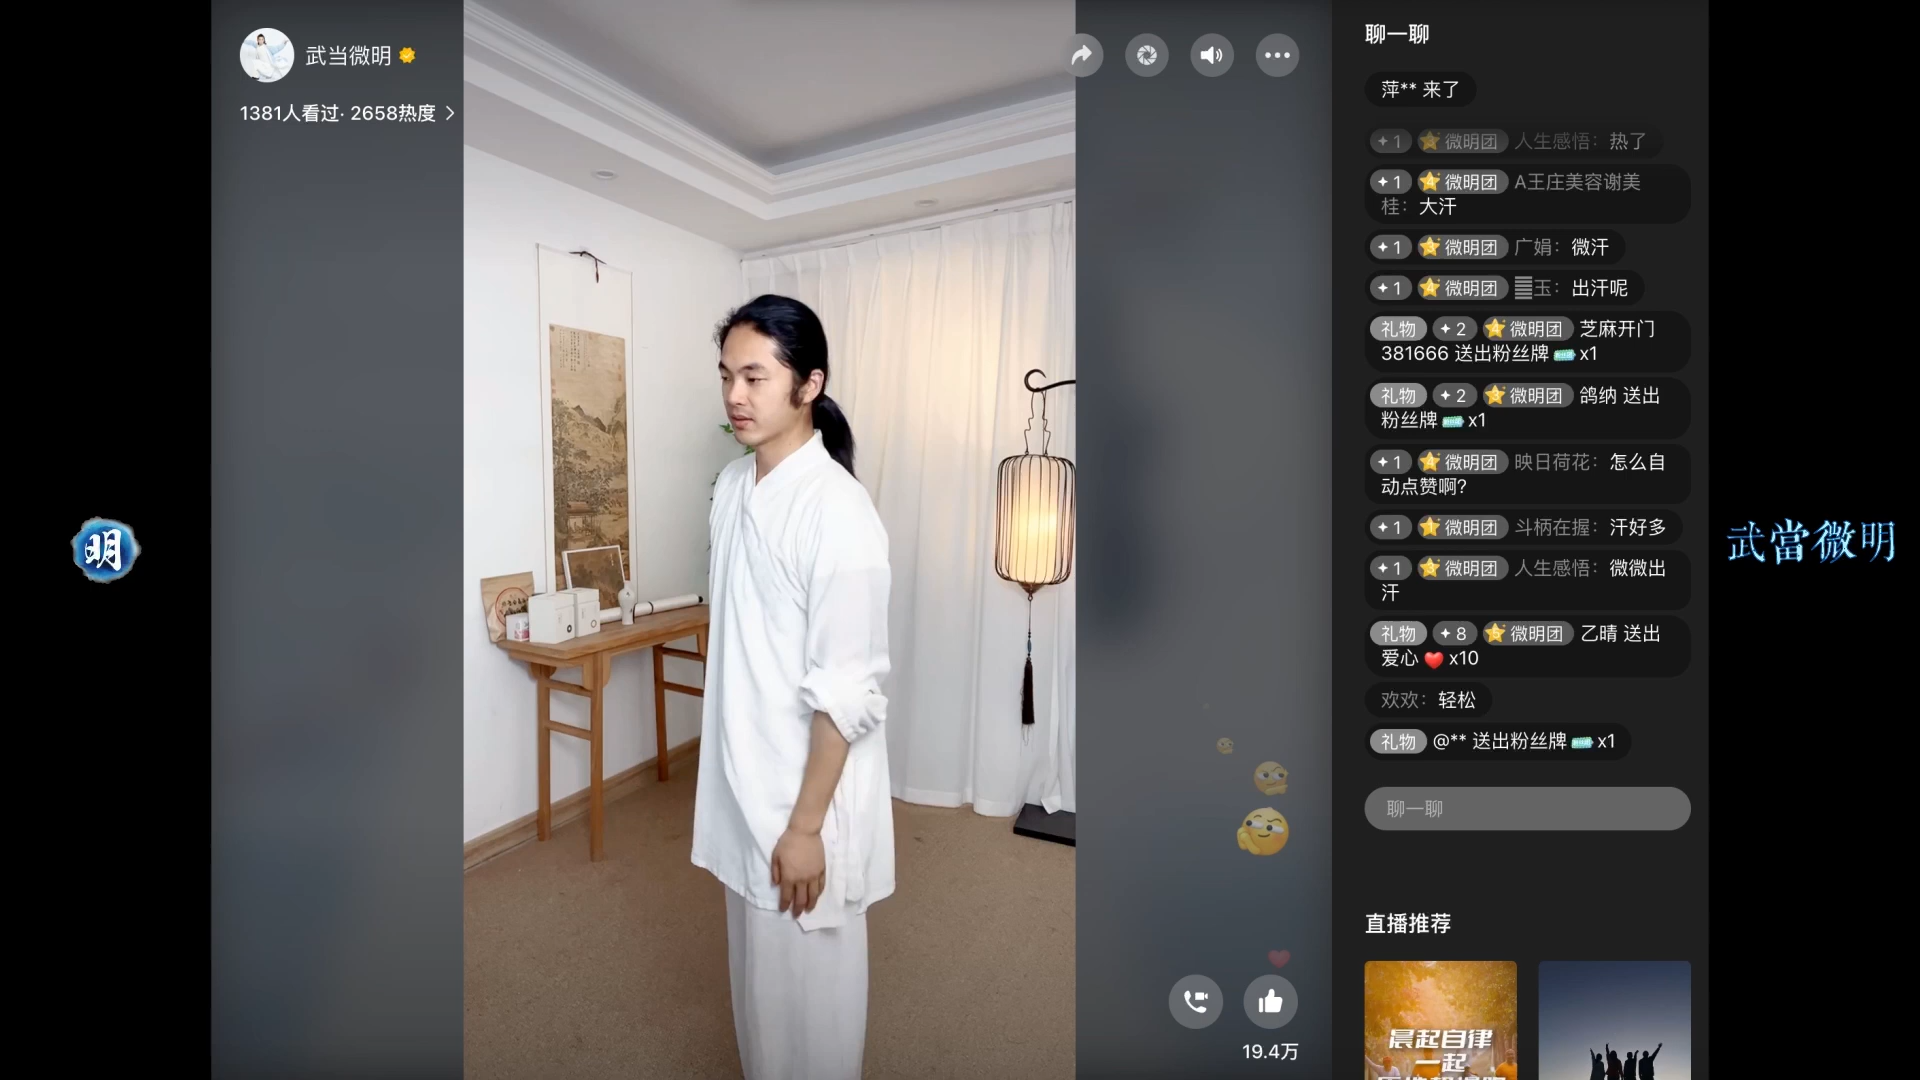 武当微明
1381人看过· 2658热度
聊一聊
萍** 来了
1 微明团 人生感悟：热了
1 微明团 A王庄美容谢美
桂：大汗
1 微明团 广娟：微汗
1 微明团 玉：出汗呢
礼物 2 微明团 芝麻开门
381666 送出粉丝牌 x1
礼物 2 微明团 鸽纳 送出
粉丝牌 x1
1 微明团 映日荷花：怎么自
动点赞啊?
1 微明团 斗柄在握：汗好多
1 微明团 人生感悟：微微出
汗
礼物 8 微明团 乙晴 送出
爱心 x10
欢欢：轻松
礼物 @** 送出粉丝牌 x1
聊一聊
直播推荐
晨起自律
一起
19.4万
明
武當微明